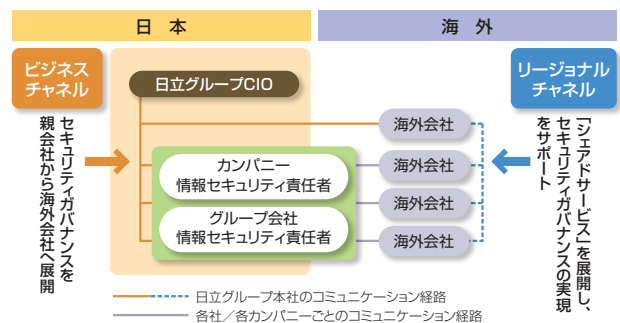 日本
海外
ビジネス
チャネル
セキュリティガバナンスを
親会社から海外会社へ展開
日立グループCIO
カンパニー
情報セキュリティ責任者
グループ会社
情報セキュリティ責任者
海外会社
海外会社
海外会社
海外会社
リージョナル
チャネル
「シェアドサービス」を展開し、
セキュリティガバナンスの実現
をサポート
日立グループ本社のコミュニケーション経路
各社／各カンパニーごとのコミュニケーション経路